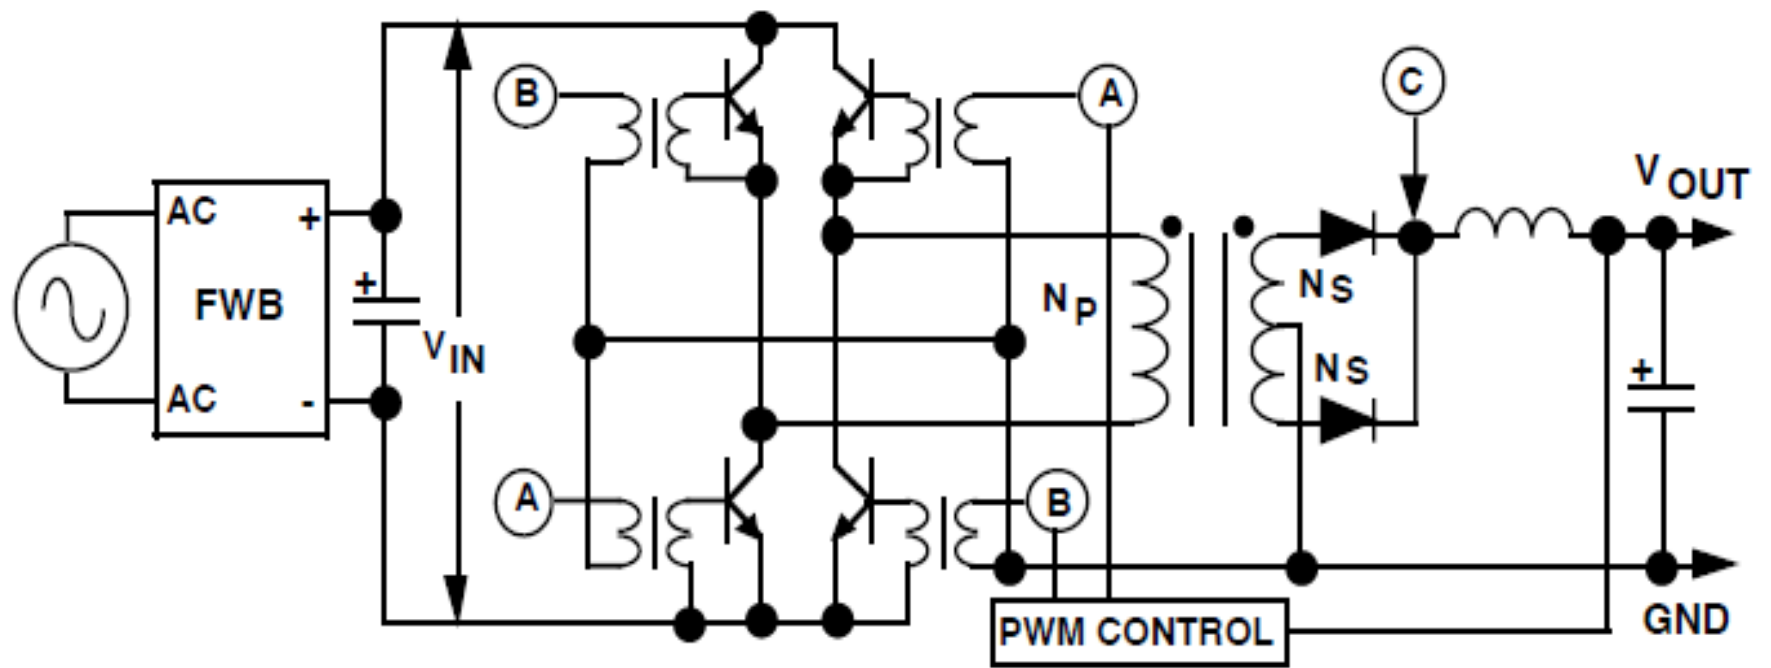 B
A
C
V OUT
AC
+
FWB
+
V IN
AC
-
N P
N S
N S
+
A
B
PWM CONTROL
GND